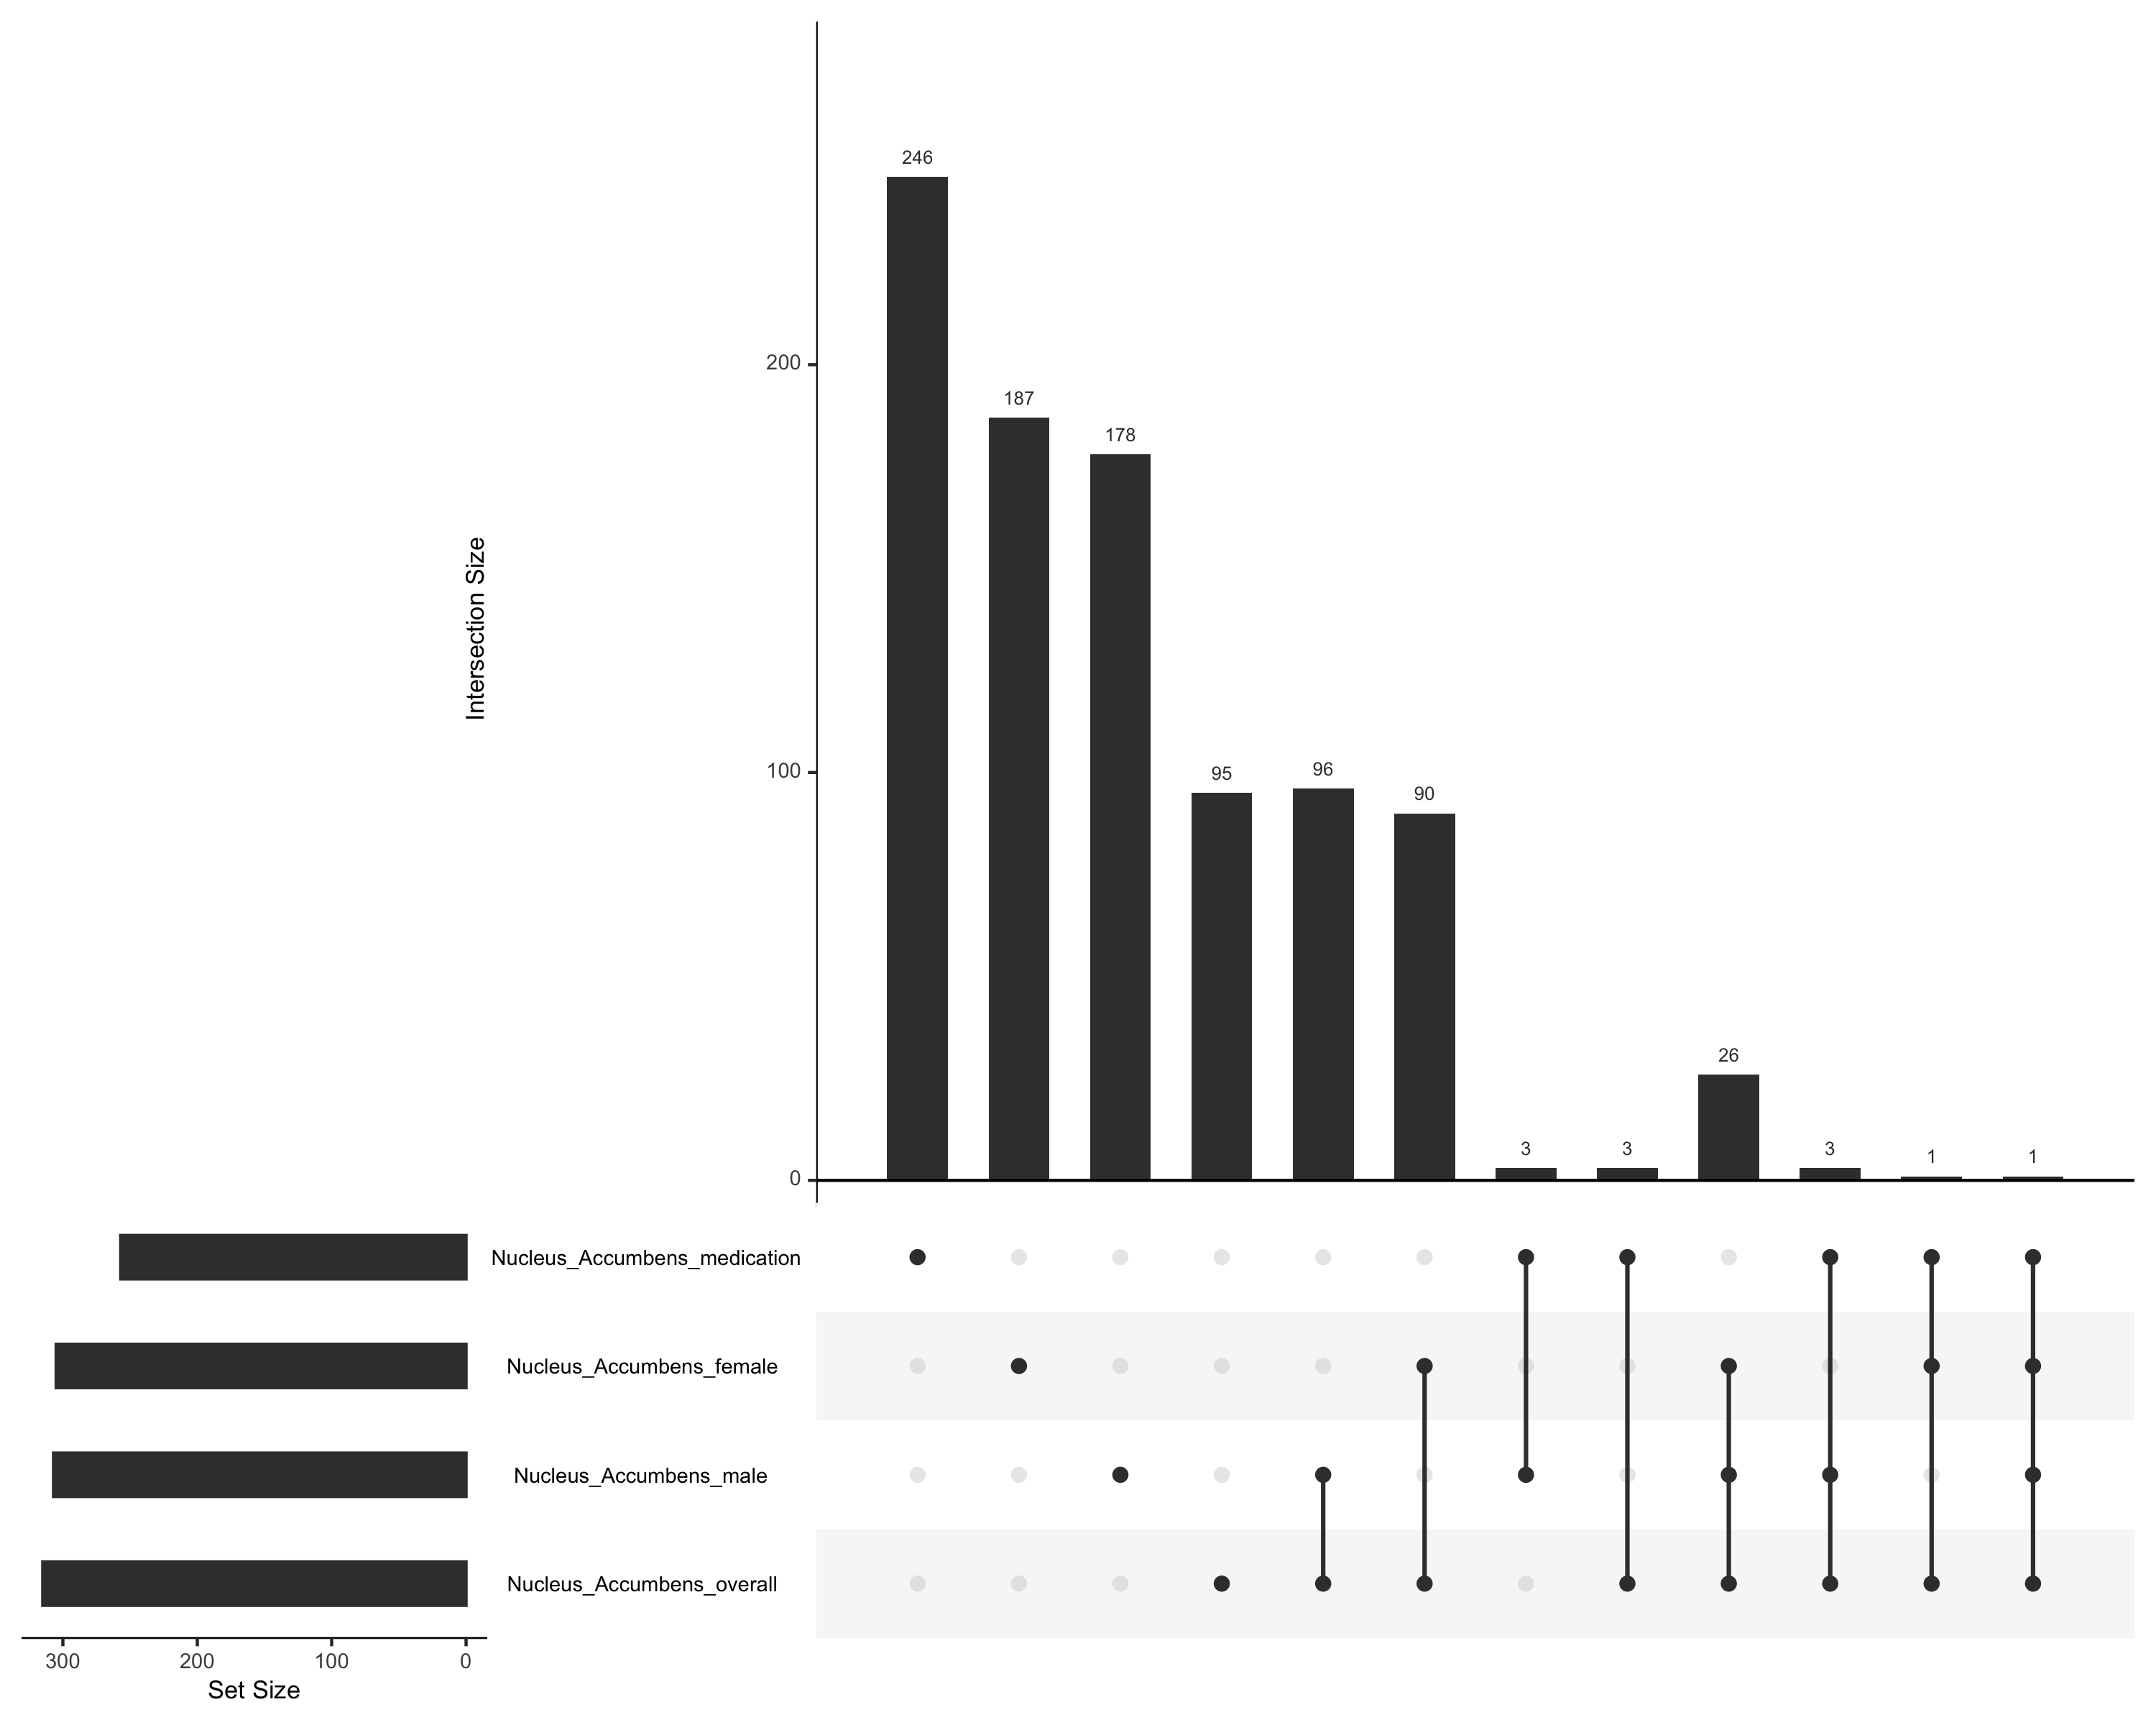 246
187
178
95
96
90
3
3
26
3
1
1
200
100
0
Intersection Size
Nucleus_Accumbens_medication
Nucleus_Accumbens_female
Nucleus_Accumbens_male
Nucleus_Accumbens_overall
300 200 100 0
Set Size